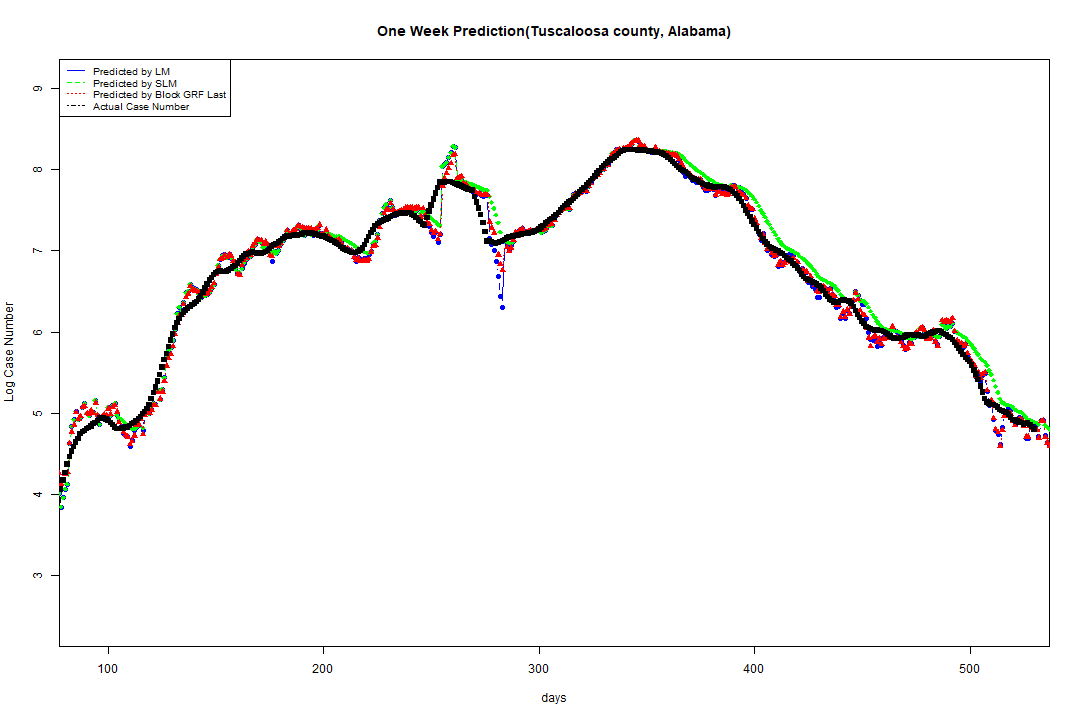 One Week Prediction(Tuscaloosa county, Alabama)
Predicted by LM
Predicted by SLM
Predicted by Block GRF Last
Actual Case Number
Log Case Number
9
8
7
6
5
4
3
100 200 300 400 500
days